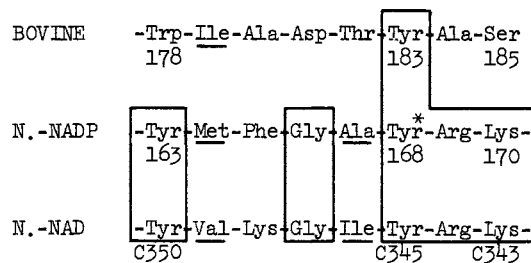 BOVINE -Trp-Ile-Ala-Asp-Thr-Tyr-Ala-Ser
178 183 185
N.-NADP -Tyr-Met-Phe-Gly-Ala-Tyr*-Arg-Lys-
163 168 170
N.-NAD -Tyr-Val-Lys-Gly-Ile-Tyr-Arg-Lys-
C350 C345 C343